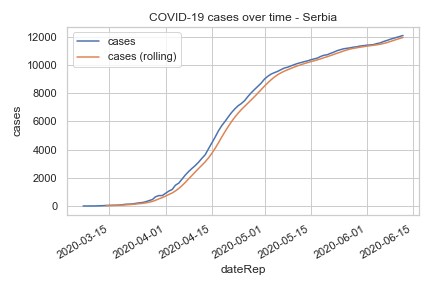 COVID-19 cases over time - Serbia
cases
cases (rolling)
12000
10000
8000
6000
4000
2000
0
cases
2020-03-15
2020-04-01
2020-04-15
2020-05-01
2020-05-15
2020-06-01
2020-06-15
dateRep